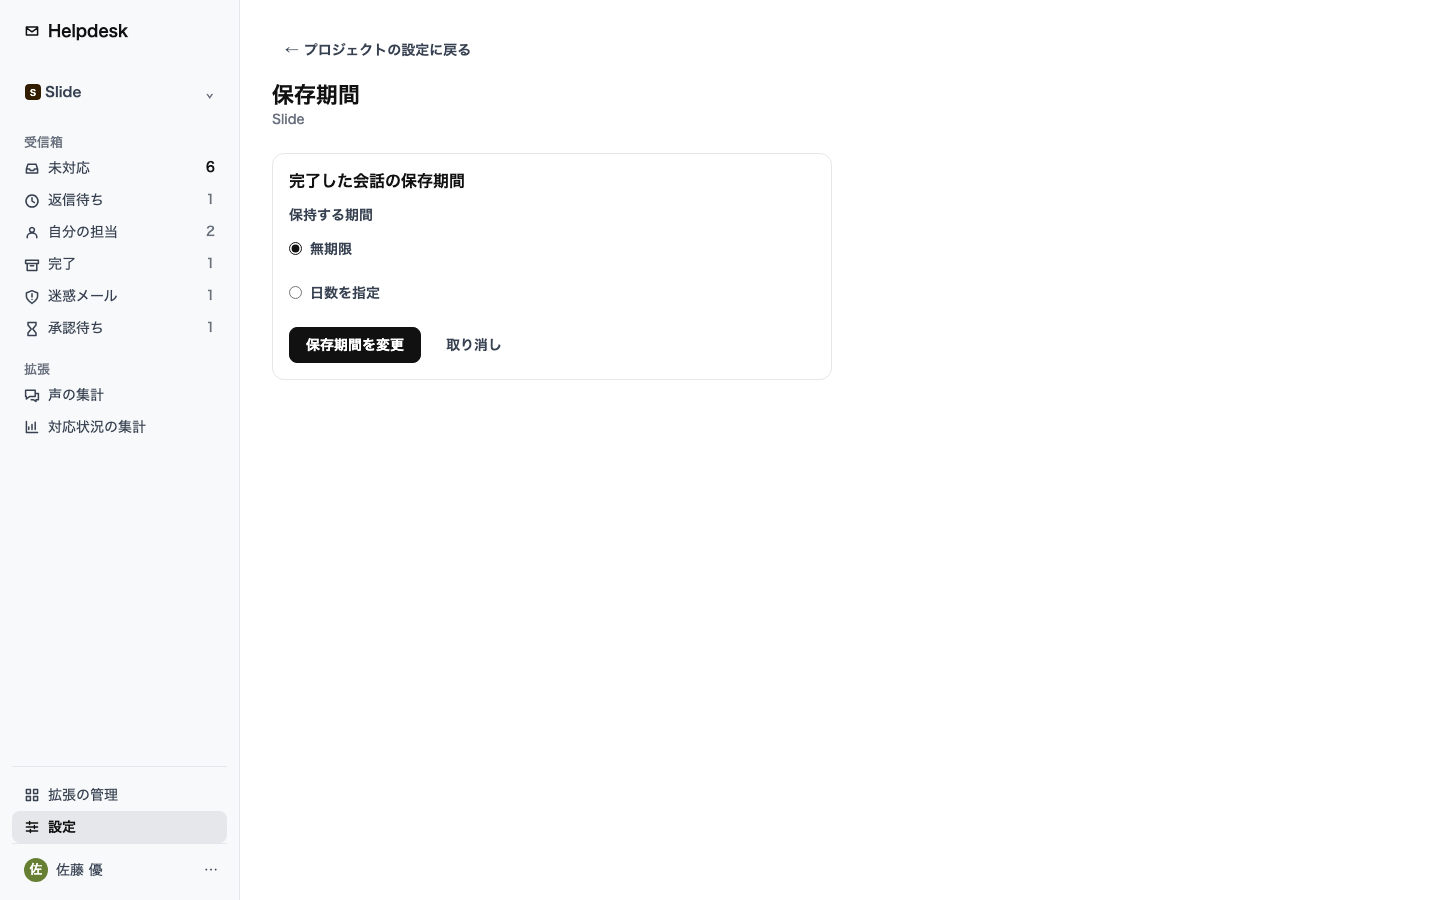 Helpdesk
S Slide
受信箱
未対応 6
返信待ち 1
自分の担当 2
完了 1
迷惑メール 1
承認待ち 1
拡張
声の集計
対応状況の集計
拡張の管理
設定
佐 佐藤 優 …
← プロジェクトの設定に戻る
保存期間
Slide
完了した会話の保存期間
保持する期間
無期限
日数を指定
保存期間を変更 取り消し